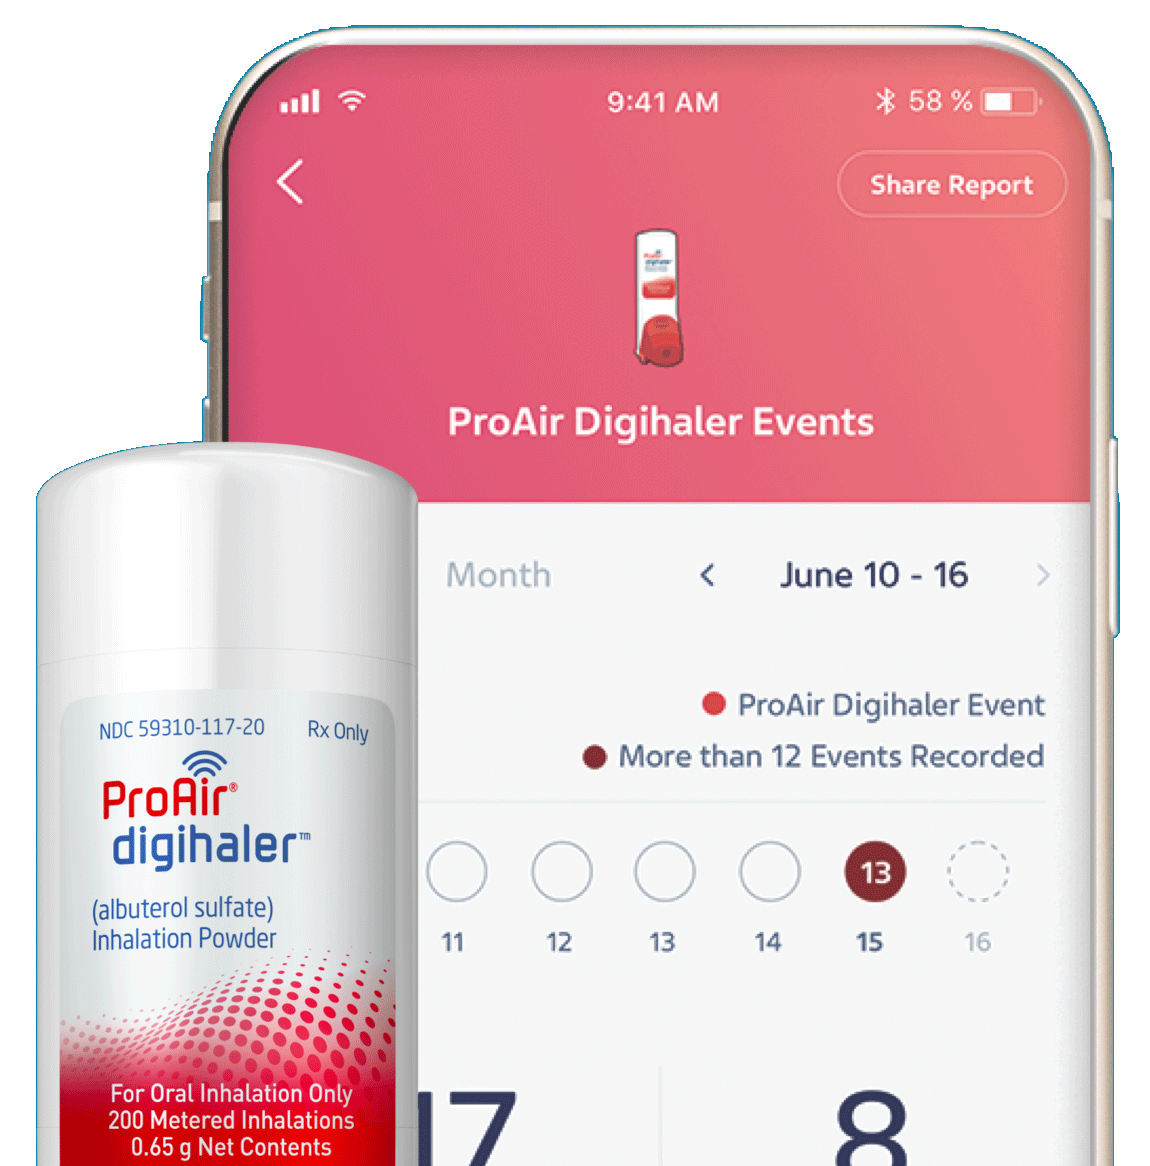 9:41 AM
58 %
Share Report
ProAir Digihaler Events
Month
June 10 - 16
ProAir Digihaler Event
More than 12 Events Recorded
13
11 12 13 14 15 16
17 8
NDC 59310-117-20 Rx Only
ProAir®
digihaler™
(albuterol sulfate)
Inhalation Powder
For Oral Inhalation Only
200 Metered Inhalations
0.65 g Net Contents